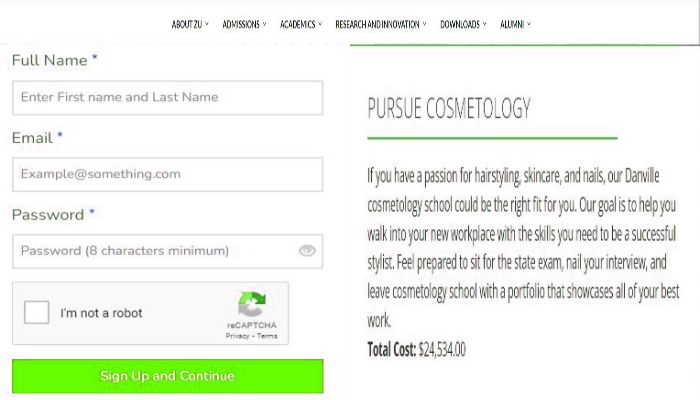 ABOUT ZU ADMISSIONS ACADEMICS RESEARCH AND INNOVATION DOWNLOADS ALUMNI
Full Name *
Enter First name and Last Name
Email *
Example@something.com
Password *
Password (8 characters minimum)
I'm not a robot
reCAPTCHA
Privacy - Terms
Sign Up and Continue
PURSUE COSMETOLOGY
If you have a passion for hairstyling, skincare, and nails, our Danville
cosmetology school could be the right fit for you. Our goal is to help you
walk into your new workplace with the skills you need to be a successful
stylist. Feel prepared to sit for the state exam, nail your interview, and
leave cosmetology school with a portfolio that showcases all of your best
work.
Total Cost: $24,534.00